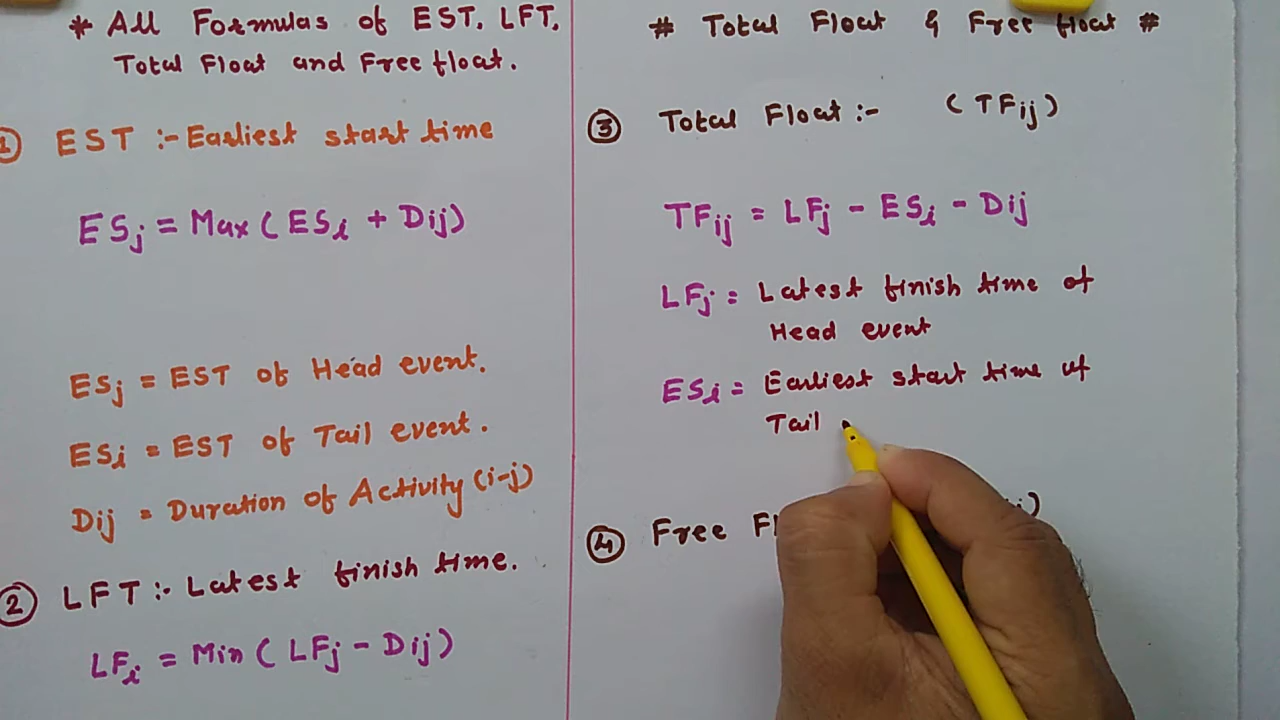 * All Formulas of EST, LFT,
Total Float and Free float.
1 EST :- Earliest start time
ESj = Max ( ESi + Dij)
ESj = EST of Head event.
ESi = EST of Tail event.
Dij = Duration of Activity (i-j)
2 LFT :- Latest finish time.
LFi = Min ( LFj - Dij)
# Total Float & Free float #
3 Total Float :- (TFij)
TFij = LFj - ESi - Dij
LFj = Latest finish time of
Head event
ESi = Earliest start time of
Tail
4 Free